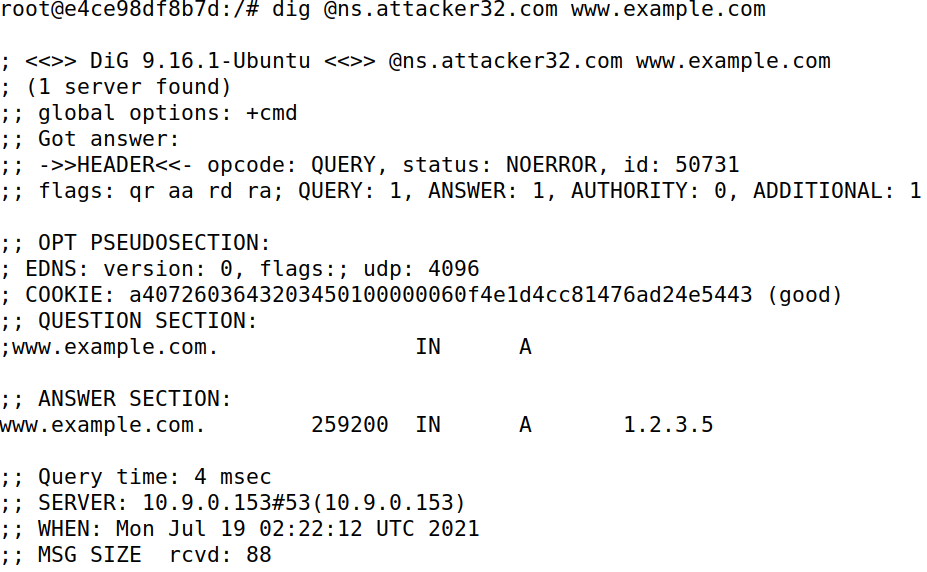 root@e4ce98df8b7d:/# dig @ns.attacker32.com www.example.com
; <<>> DiG 9.16.1-Ubuntu <<>> @ns.attacker32.com www.example.com
; (1 server found)
;; global options: +cmd
;; Got answer:
;; ->>HEADER<<- opcode: QUERY, status: NOERROR, id: 50731
;; flags: qr aa rd ra; QUERY: 1, ANSWER: 1, AUTHORITY: 0, ADDITIONAL: 1
;; OPT PSEUDOSECTION:
; EDNS: version: 0, flags:; udp: 4096
; COOKIE: a4072603643203450100000060f4e1d4cc81476ad24e5443 (good)
;; QUESTION SECTION:
;www.example.com. IN A
;; ANSWER SECTION:
www.example.com. 259200 IN A 1.2.3.5
;; Query time: 4 msec
;; SERVER: 10.9.0.153#53(10.9.0.153)
;; WHEN: Mon Jul 19 02:22:12 UTC 2021
;; MSG SIZE rcvd: 88